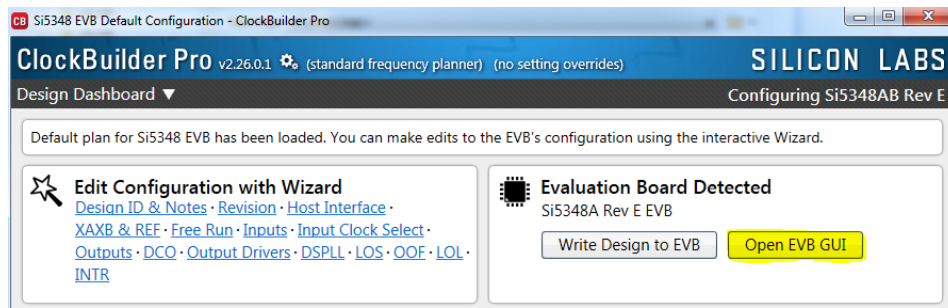 CB Si5348 EVB Default Configuration - ClockBuilder Pro
ClockBuilder Pro v2.26.0.1 (standard frequency planner) (no setting overrides) SILICON LABS
Design Dashboard ▼ Configuring Si5348AB Rev E
Default plan for Si5348 EVB has been loaded. You can make edits to the EVB's configuration using the interactive Wizard.
Edit Configuration with Wizard
Design ID & Notes · Revision · Host Interface ·
XAXB & REF · Free Run · Inputs · Input Clock Select ·
Outputs · DCO · Output Drivers · DSPLL · LOS · OOF · LOL ·
INTR
Evaluation Board Detected
Si5348A Rev E EVB
Write Design to EVB Open EVB GUI